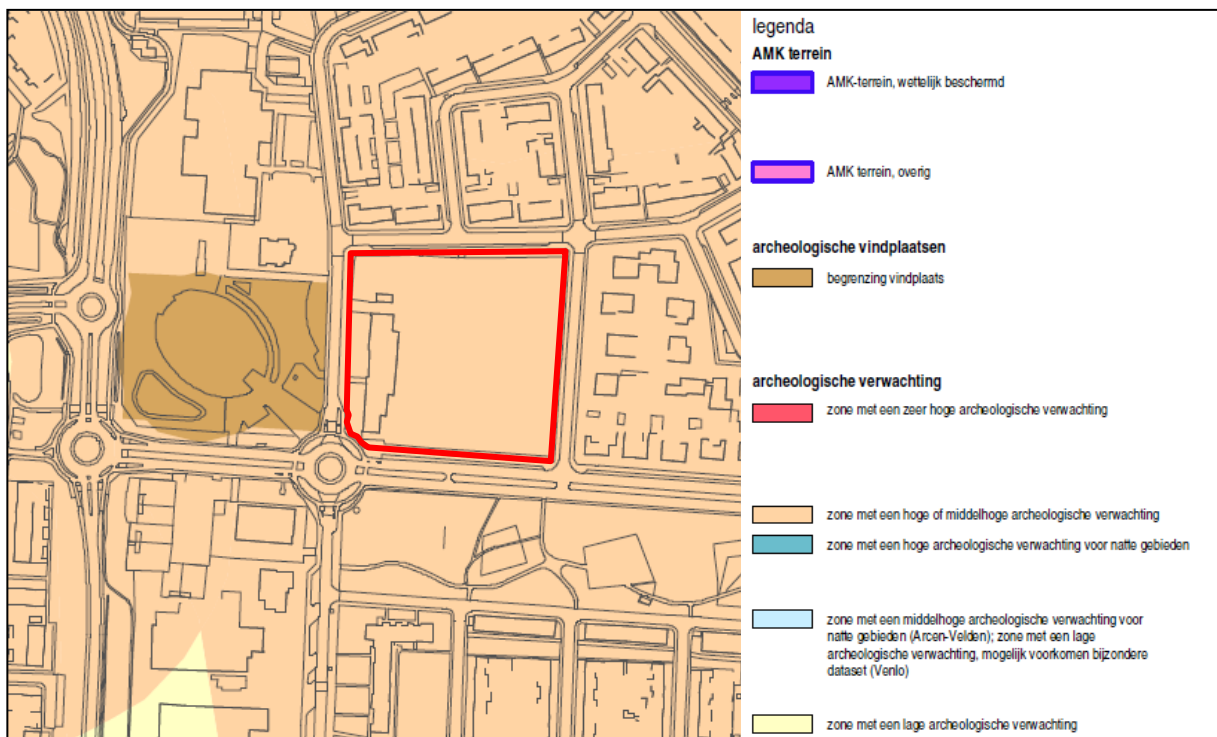 legenda
AMK terrein
AMK-terrein, wettelijk beschermd
AMK terrein, overig
archeologische vindplaatsen
begrenzing vindplaats
archeologische verwachting
zone met een zeer hoge archeologische verwachting
zone met een hoge of middelhoge archeologische verwachting
zone met een hoge archeologische verwachting voor natte gebieden
zone met een middelhoge archeologische verwachting voor
natte gebieden (Arcen-Velden); zone met een lage
archeologische verwachting, mogelijk voorkomen bijzondere
dataset (Venlo)
zone met een lage archeologische verwachting